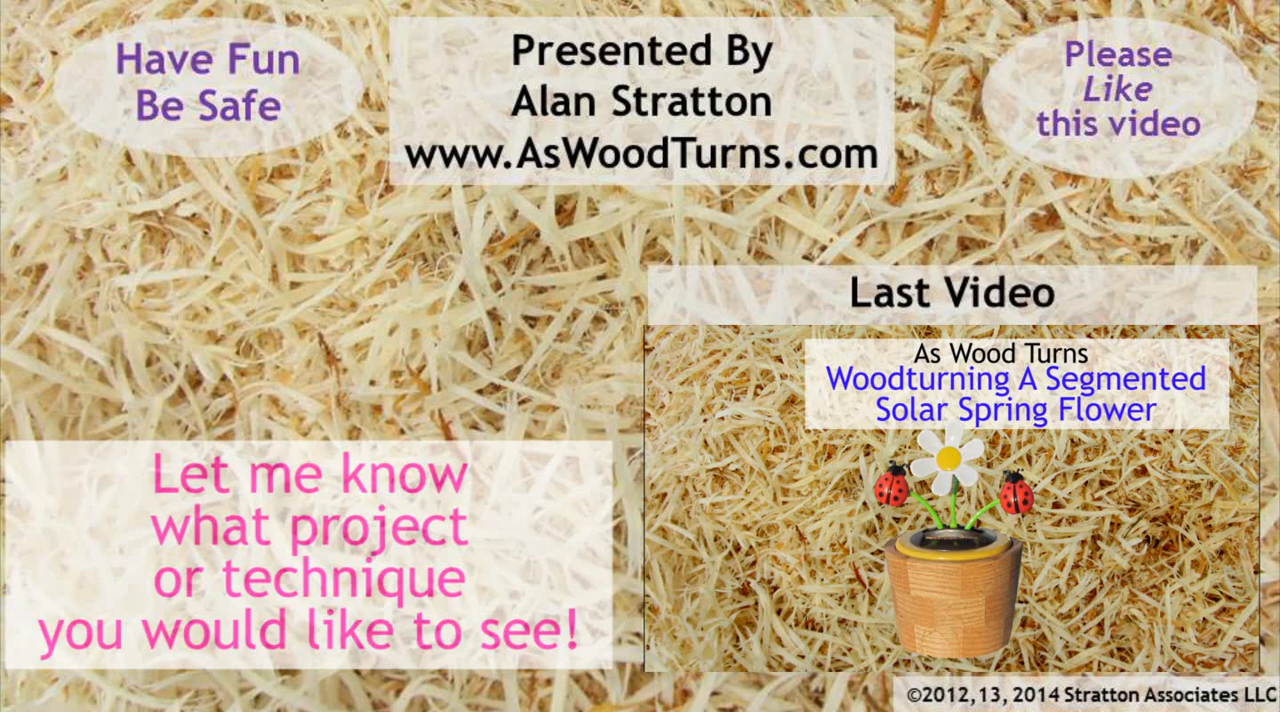 Have Fun
Be Safe
Presented By
Alan Stratton
www.AsWoodTurns.com
Please
Like
this video
Last Video
As Wood Turns
Woodturning A Segmented
Solar Spring Flower
Let me know
what project
or technique
you would like to see!
©2012,13, 2014 Stratton Associates LLC